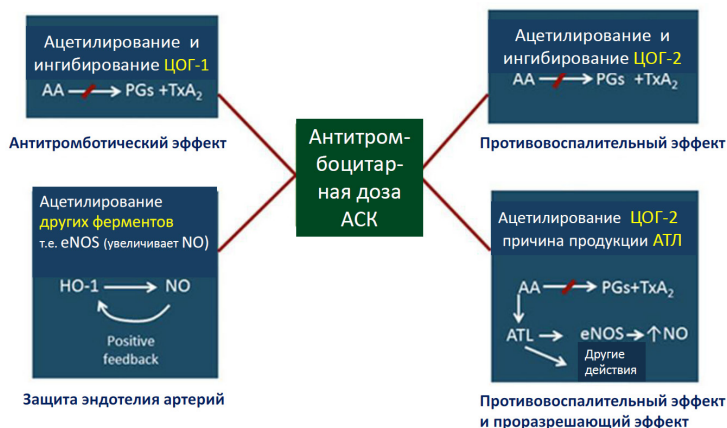 Ацетилирование и
ингибирование ЦОГ-1
AA → PGs +TxA₂
Антитромботический эффект
Ацетилирование и
ингибирование ЦОГ-2
AA → PGs +TxA₂
Противовоспалительный эффект
Антитром-
боцитар-
ная доза
АСК
Ацетилирование
других ферментов
т.е. eNOS (увеличивает NO)
HO-1 → NO
Positive
feedback
Защита эндотелия артерий
Ацетилирование ЦОГ-2
причина продукции АТЛ
AA → PGs+TxA₂
ATL → eNOS→↑NO
Другие
действия
Противовоспалительный эффект
и проразрешающий эффект